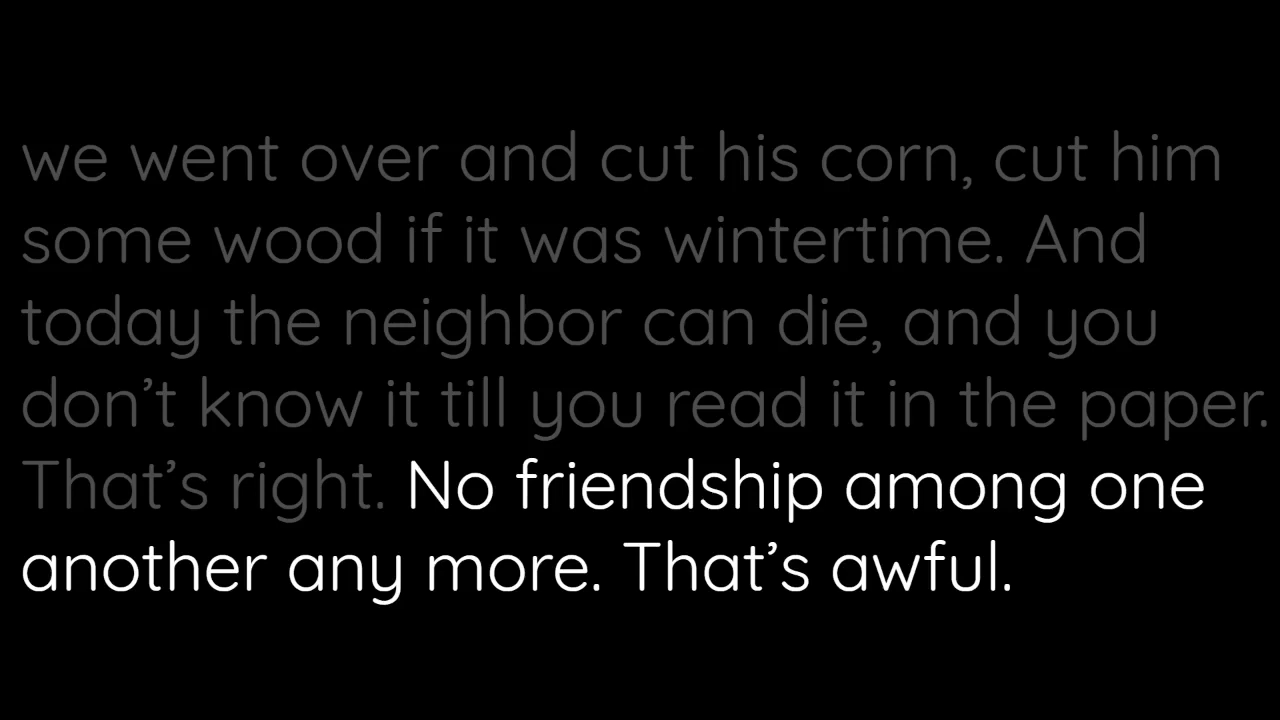 we went over and cut his corn, cut him
some wood if it was wintertime. And
today the neighbor can die, and you
don’t know it till you read it in the paper.
That’s right. No friendship among one
another any more. That’s awful.